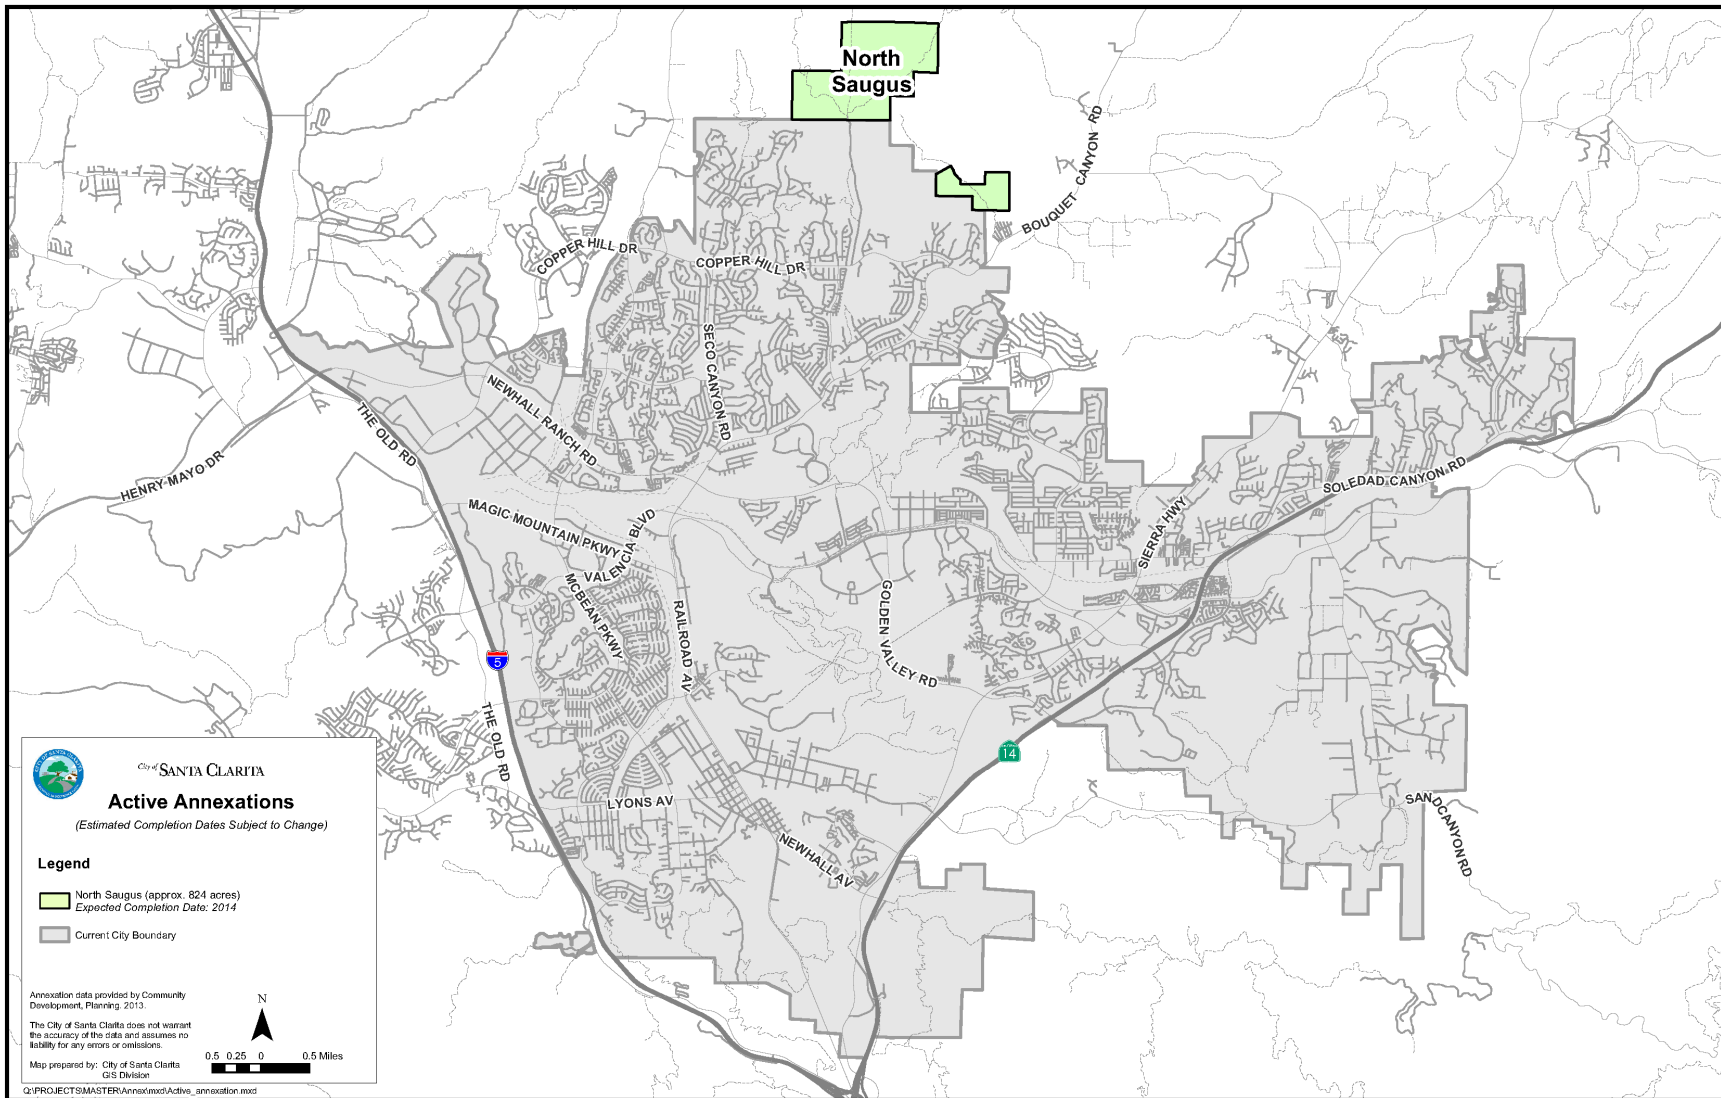 North
Saugus
BOUQUET CANYON RD
COPPER HILL DR
COPPER HILL DR
SECO CANYON RD
NEWHALL RANCH RD
THE OLD RD
HENRY MAYO DR
SOLEDAD CANYON RD
MAGIC MOUNTAIN PKWY
VALENCIA BLVD
SIERRA HWY
MCBEAN PKWY
RAILROAD AV
GOLDEN VALLEY RD
5
THE OLD RD
14
LYONS AV
NEWHALL AV
SANDCANYON RD
City of SANTA CLARITA
Active Annexations
(Estimated Completion Dates Subject to Change)
Legend
North Saugus (approx. 824 acres)
Expected Completion Date: 2014
Current City Boundary
Annexation data provided by Community
Development, Planning. 2013.
The City of Santa Clarita does not warrant
the accuracy of the data and assumes no
liability for any errors or omissions.
Map prepared by: City of Santa Clarita
GIS Division
N
0.5 0.25 0 0.5 Miles
Q:\PROJECTS\MASTER\Annex\mxd\Active_annexation.mxd